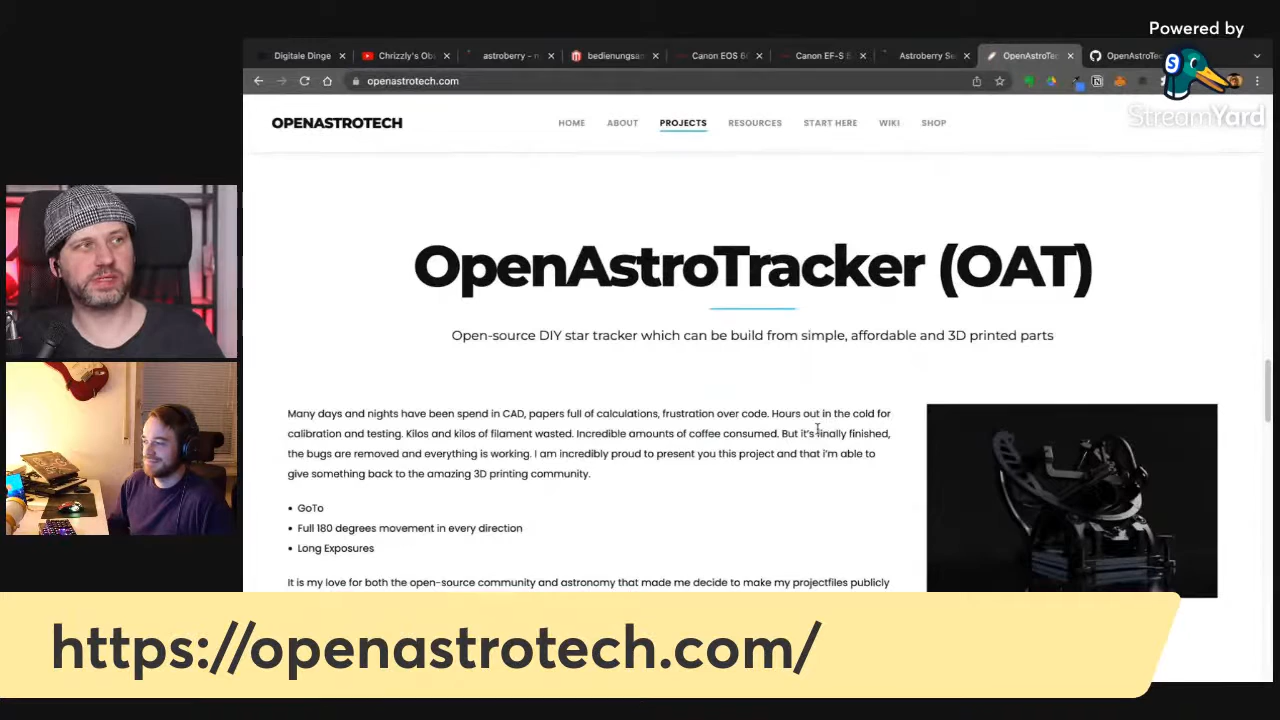 Powered by
StreamYard
Digitale Dinge
Chrizzly's Ob
astroberry - n
bedienungsa
Canon EOS 60
Canon EF-S 5
Astroberry Se
OpenAstroTe
OpenAstroTe
openastrotech.com
OPENASTROTECH
HOME
ABOUT
PROJECTS
RESOURCES
START HERE
WIKI
SHOP
OpenAstroTracker (OAT)
Open-source DIY star tracker which can be build from simple, affordable and 3D printed parts
Many days and nights have been spend in CAD, papers full of calculations, frustration over code. Hours out in the cold for
calibration and testing. Kilos and kilos of filament wasted. Incredible amounts of coffee consumed. But it's finally finished,
the bugs are removed and everything is working. I am incredibly proud to present you this project and that i'm able to
give something back to the amazing 3D printing community.
• GoTo
• Full 180 degrees movement in every direction
• Long Exposures
It is my love for both the open-source community and astronomy that made me decide to make my projectfiles publicly
https://openastrotech.com/